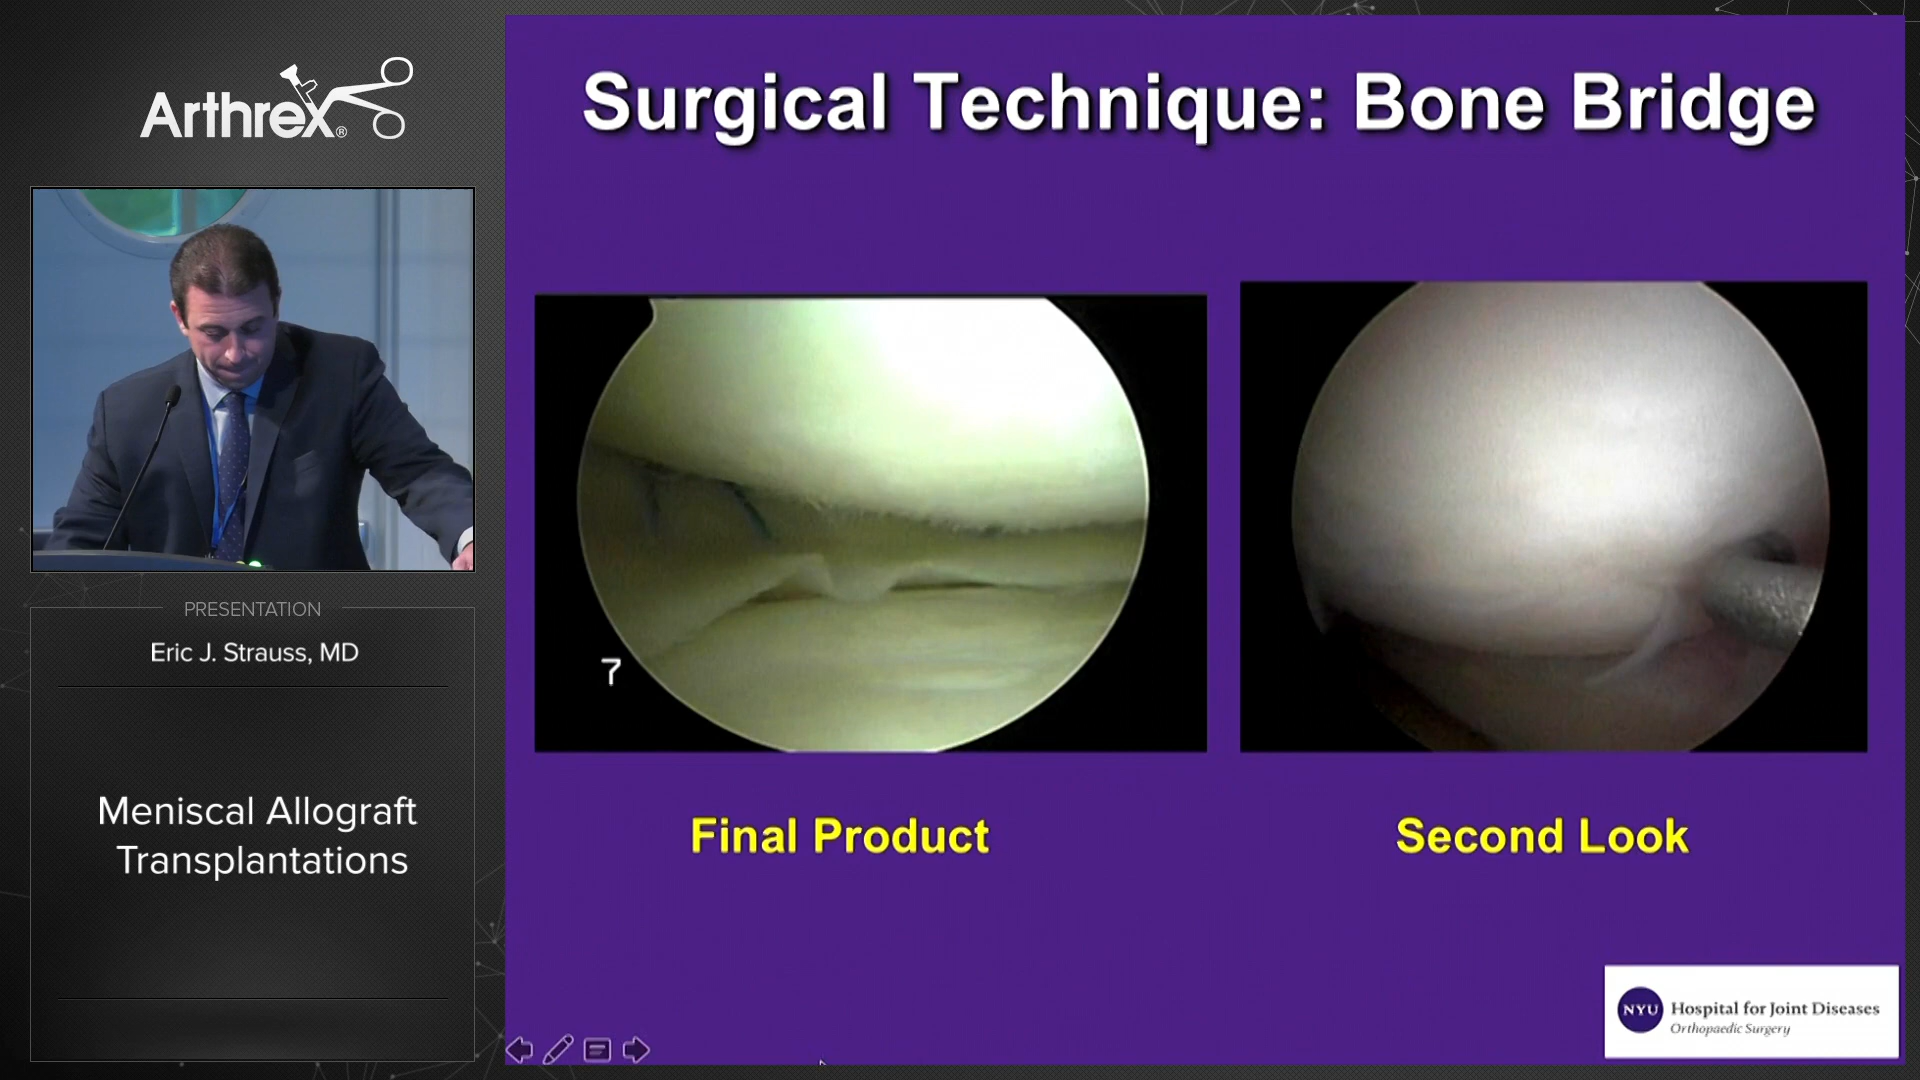 Arthrex®
PRESENTATION
Eric J. Strauss, MD
Meniscal Allograft
Transplantations
Surgical Technique: Bone Bridge
7
Final Product
Second Look
NYU
Hospital for Joint Diseases
Orthopaedic Surgery